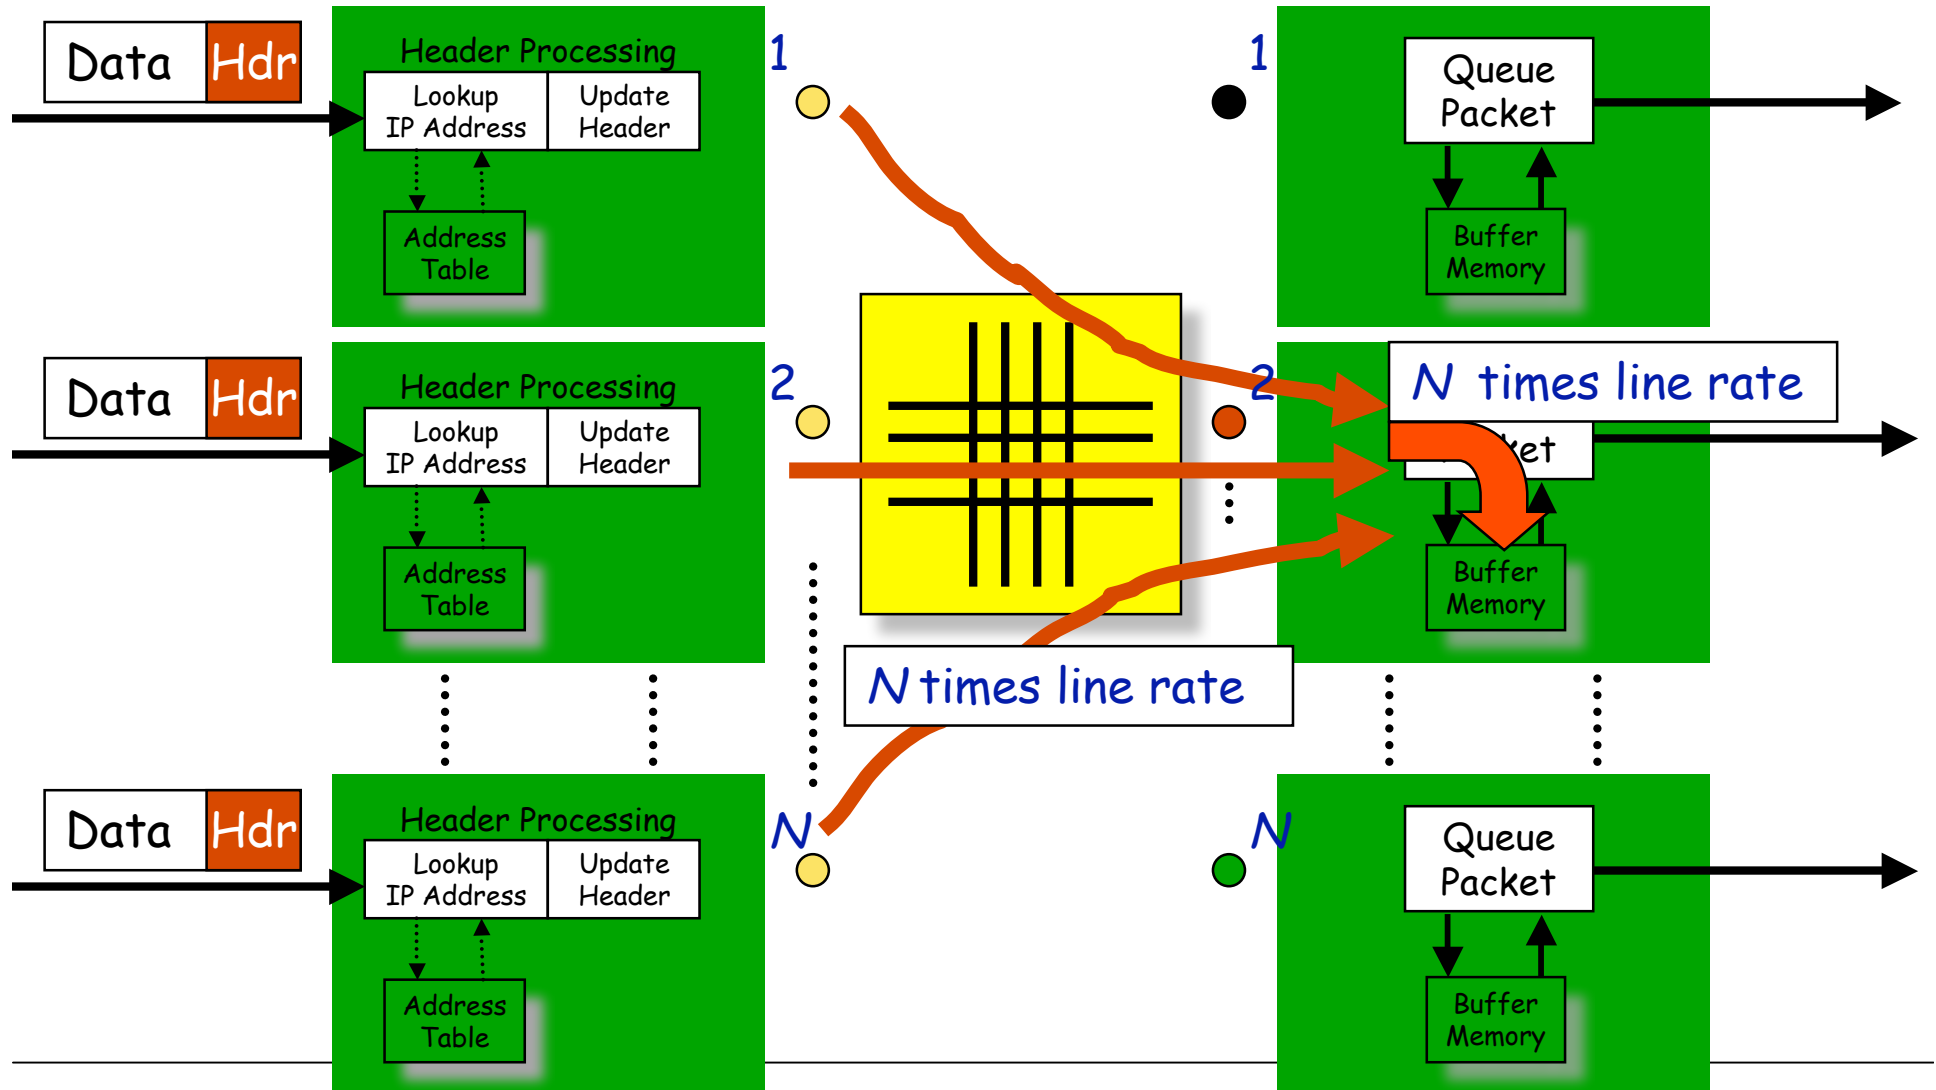 Data Hdr
Header Processing
Lookup
IP Address
Update
Header
Address
Table
1
1
Queue
Packet
Buffer
Memory
Data Hdr
Header Processing
Lookup
IP Address
Update
Header
Address
Table
2
2
N times line rate
Buffer
Memory
N times line rate
Data Hdr
Header Processing
Lookup
IP Address
Update
Header
Address
Table
N
N
Queue
Packet
Buffer
Memory